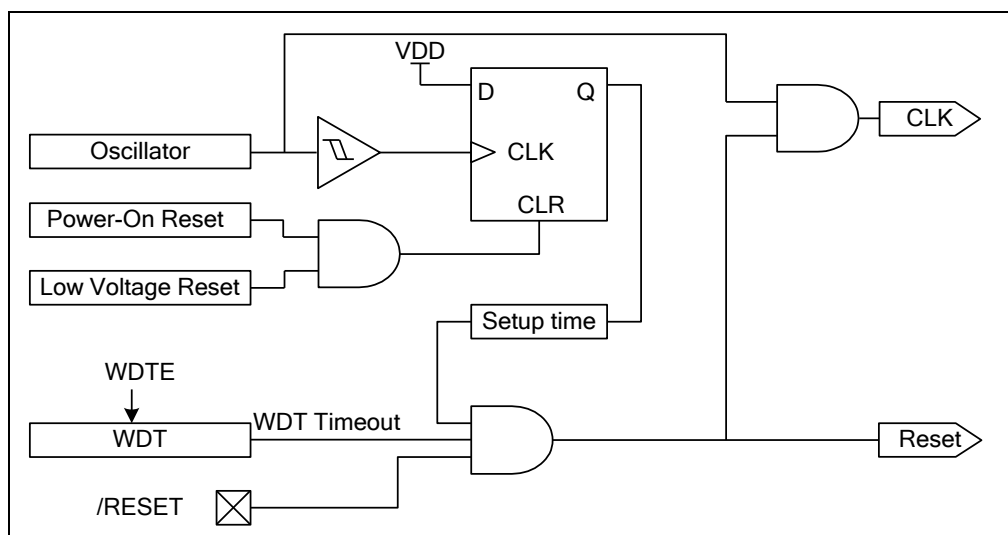 VDD
D
Q
CLK
Oscillator
CLK
CLR
Power-On Reset
Low Voltage Reset
Setup time
WDTE
WDT Timeout
WDT
Reset
/RESET